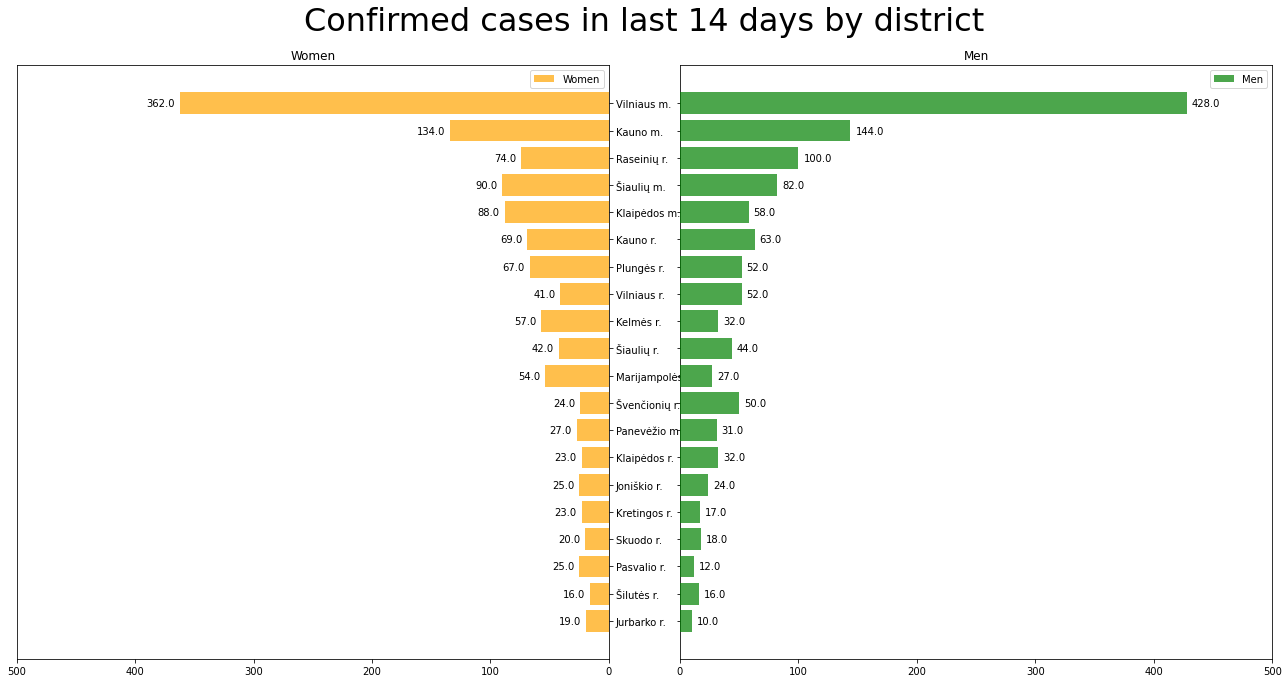 Confirmed cases in last 14 days by district
Women Men
Women Men
362.0 Vilniaus m. 428.0
134.0 Kauno m. 144.0
74.0 Raseinių r. 100.0
90.0 Šiaulių m. 82.0
88.0 Klaipėdos m. 58.0
69.0 Kauno r. 63.0
67.0 Plungės r. 52.0
41.0 Vilniaus r. 52.0
57.0 Kelmės r. 32.0
42.0 Šiaulių r. 44.0
54.0 Marijampolės 27.0
24.0 Švenčionių r. 50.0
27.0 Panevėžio m 31.0
23.0 Klaipėdos r. 32.0
25.0 Joniškio r. 24.0
23.0 Kretingos r. 17.0
20.0 Skuodo r. 18.0
25.0 Pasvalio r. 12.0
16.0 Šilutės r. 16.0
19.0 Jurbarko r. 10.0
500 400 300 200 100 0 0 100 200 300 400 500